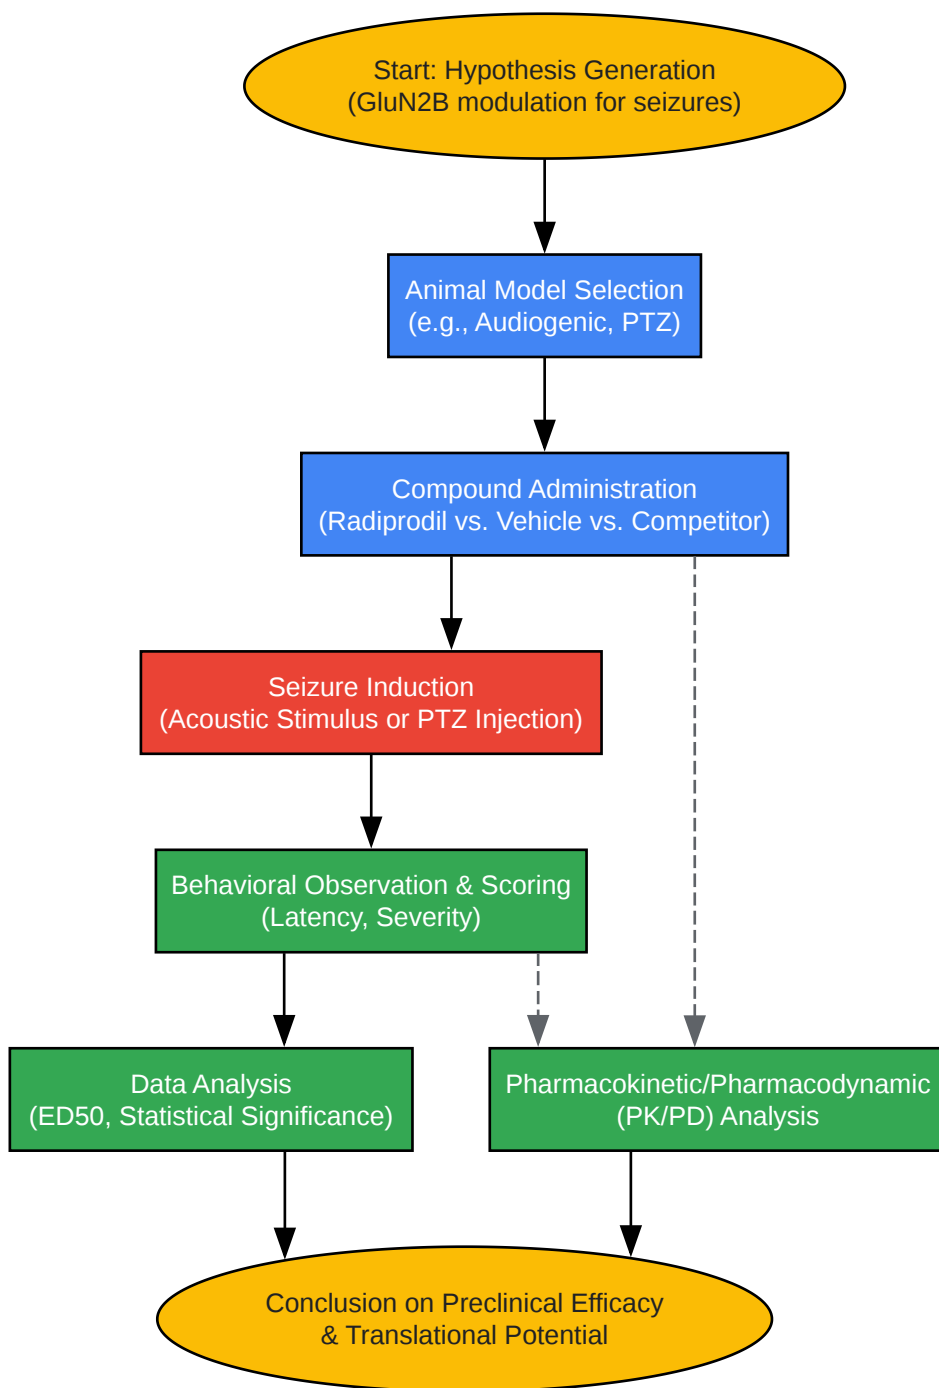 Start: Hypothesis Generation
(GluN2B modulation for seizures)
Animal Model Selection
(e.g., Audiogenic, PTZ)
Compound Administration
(Radiprodil vs. Vehicle vs. Competitor)
Seizure Induction
(Acoustic Stimulus or PTZ Injection)
Behavioral Observation & Scoring
(Latency, Severity)
Data Analysis
(ED50, Statistical Significance)
Pharmacokinetic/Pharmacodynamic
(PK/PD) Analysis
Conclusion on Preclinical Efficacy
& Translational Potential